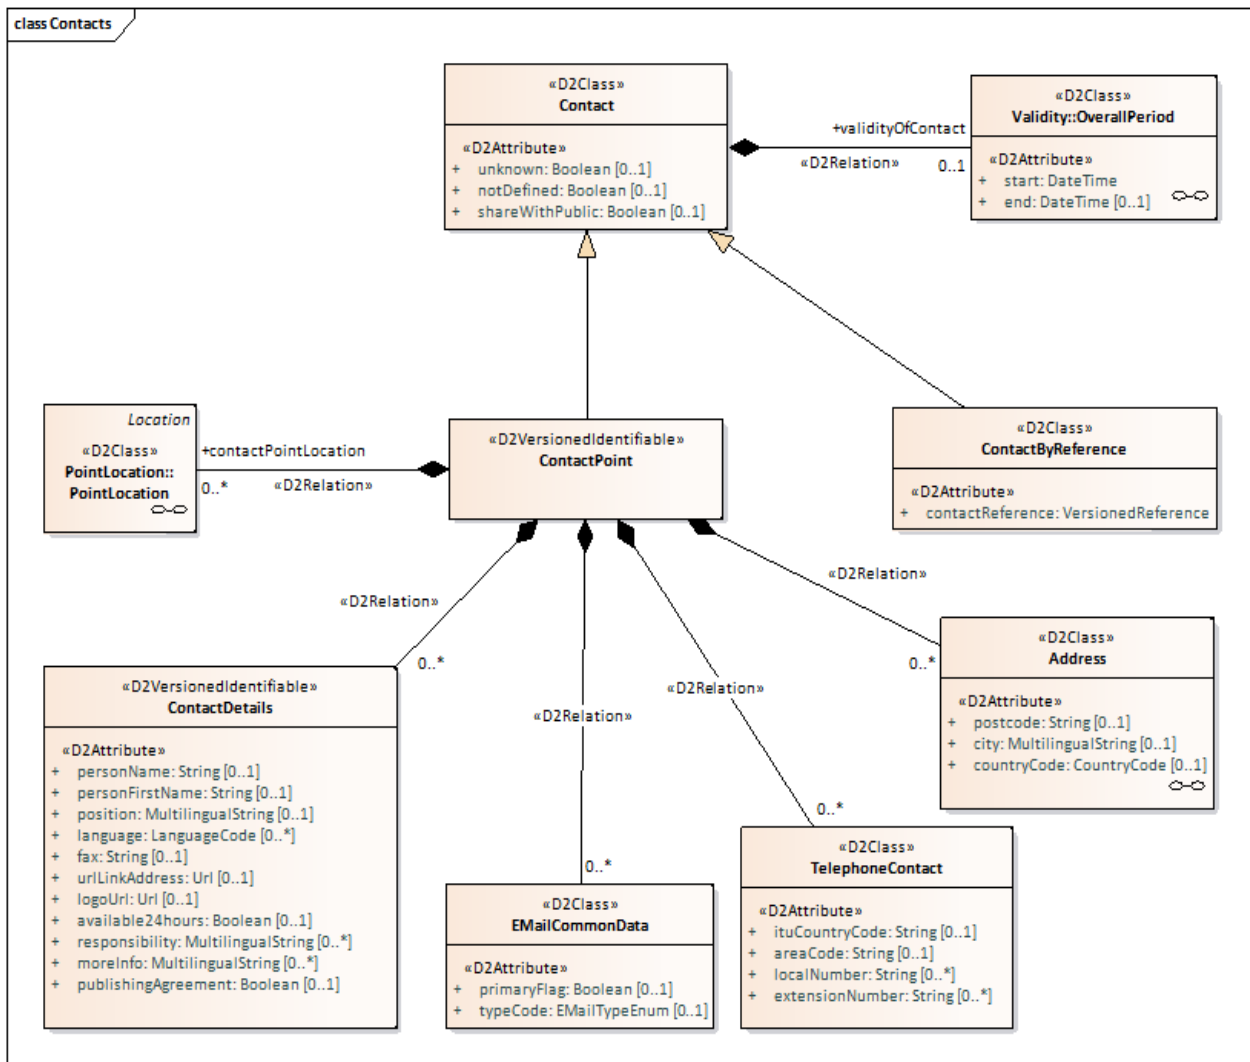 class Contacts
«D2Class»
Contact
«D2Attribute»
+ unknown: Boolean [0..1]
+ notDefined: Boolean [0..1]
+ shareWithPublic: Boolean [0..1]
+validityOfContact
«D2Relation»
0..1
«D2Class»
Validity::OverallPeriod
«D2Attribute»
+ start: DateTime
+ end: DateTime [0..1]
Location
«D2Class»
PointLocation::
PointLocation
+contactPointLocation
0..*
«D2Relation»
«D2VersionedIdentifiable»
ContactPoint
«D2Class»
ContactByReference
«D2Attribute»
+ contactReference: VersionedReference
«D2Relation»
0..*
«D2Relation»
0..*
«D2Relation»
0..*
«D2Relation»
0..*
«D2VersionedIdentifiable»
ContactDetails
«D2Attribute»
+ personName: String [0..1]
+ personFirstName: String [0..1]
+ position: MultilingualString [0..1]
+ language: LanguageCode [0..*]
+ fax: String [0..1]
+ urlLinkAddress: Url [0..1]
+ logoUrl: Url [0..1]
+ available24hours: Boolean [0..1]
+ responsibility: MultilingualString [0..*]
+ moreInfo: MultilingualString [0..*]
+ publishingAgreement: Boolean [0..1]
«D2Class»
EMailCommonData
«D2Attribute»
+ primaryFlag: Boolean [0..1]
+ typeCode: EMailTypeEnum [0..1]
«D2Class»
TelephoneContact
«D2Attribute»
+ ituCountryCode: String [0..1]
+ areaCode: String [0..1]
+ localNumber: String [0..*]
+ extensionNumber: String [0..*]
«D2Class»
Address
«D2Attribute»
+ postcode: String [0..1]
+ city: MultilingualString [0..1]
+ countryCode: CountryCode [0..1]